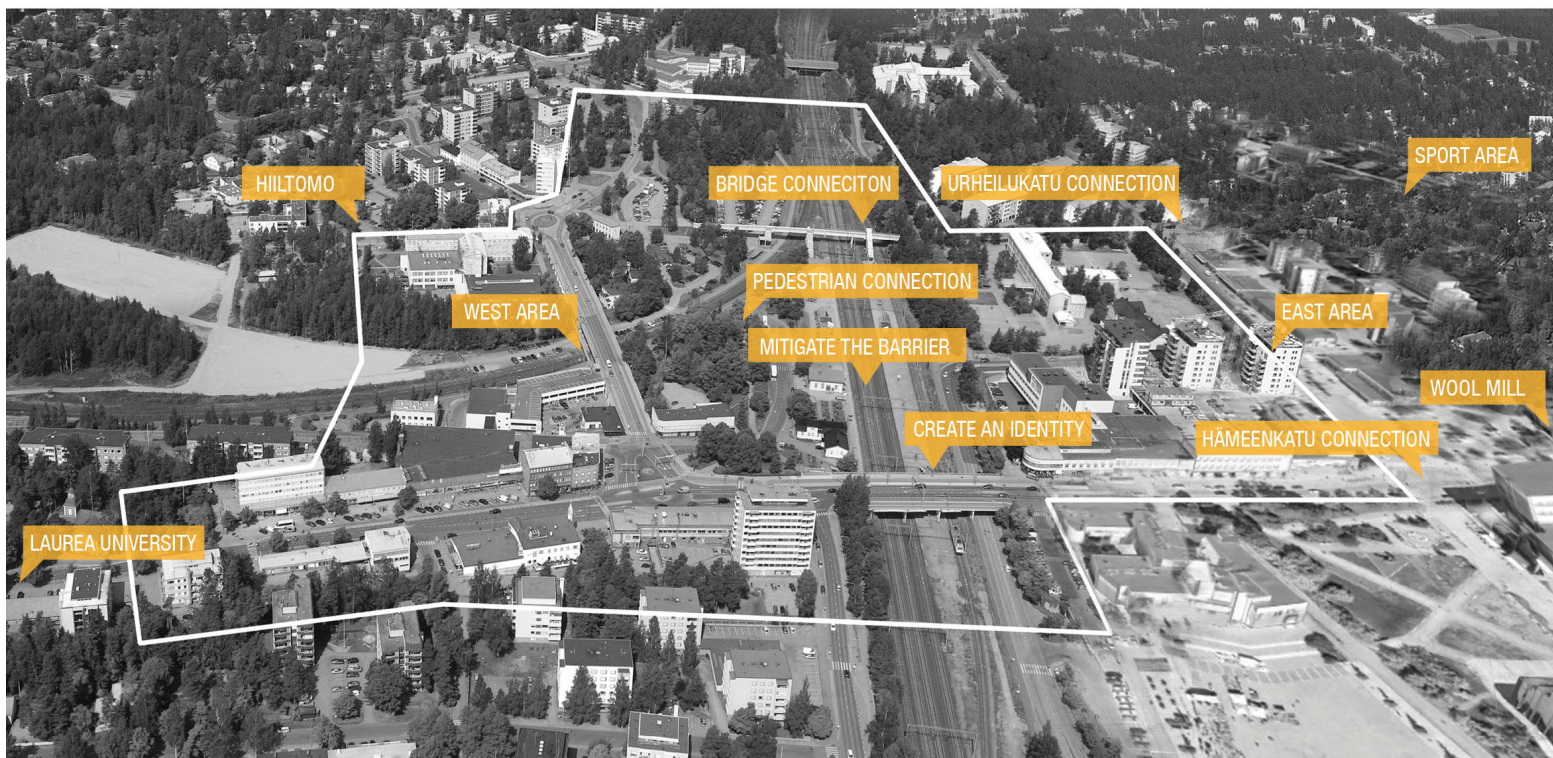 SPORT AREA
HIILTOMO
BRIDGE CONNECITON
URHEILUKATU CONNECTION
PEDESTRIAN CONNECTION
WEST AREA
EAST AREA
MITIGATE THE BARRIER
WOOL MILL
CREATE AN IDENTITY
HÄMEENKATU CONNECTION
LAUREA UNIVERSITY